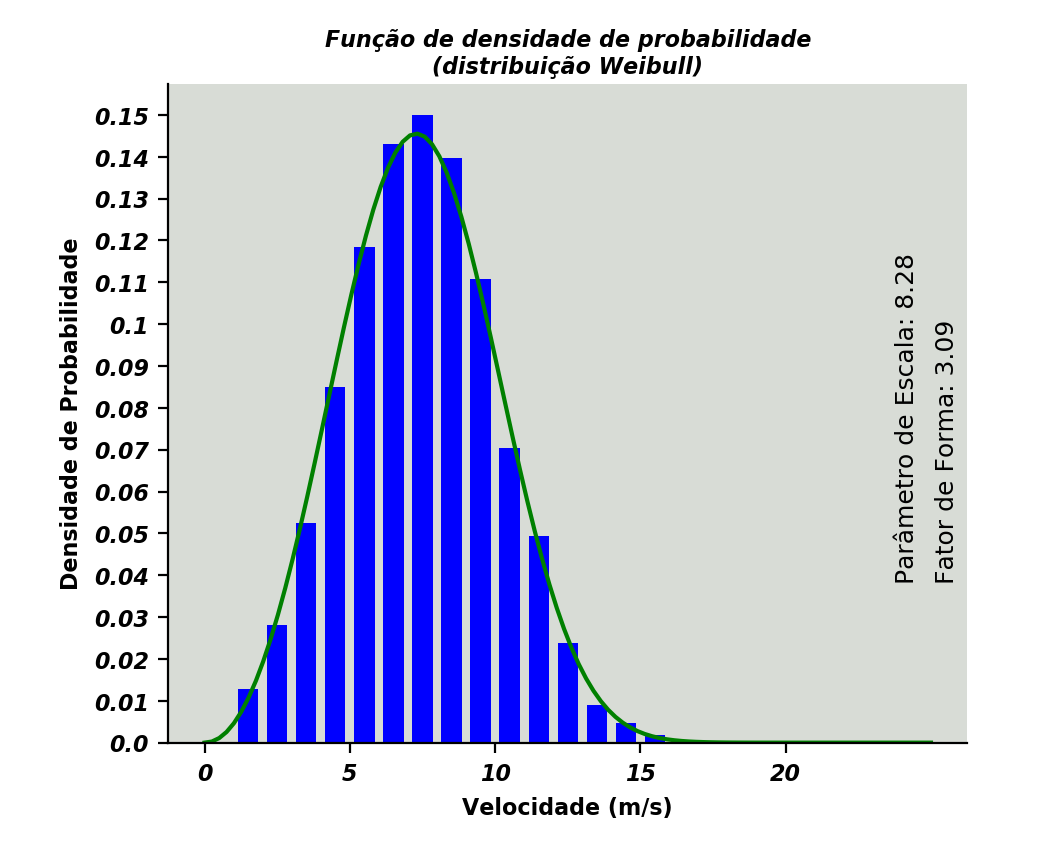 Função de densidade de probabilidade
(distribuição Weibull)
Densidade de Probabilidade
0.15
0.14
0.13
0.12
0.11
0.1
0.09
0.08
0.07
0.06
0.05
0.04
0.03
0.02
0.01
0.0
0 5 10 15 20
Velocidade (m/s)
Parâmetro de Escala: 8.28
Fator de Forma: 3.09